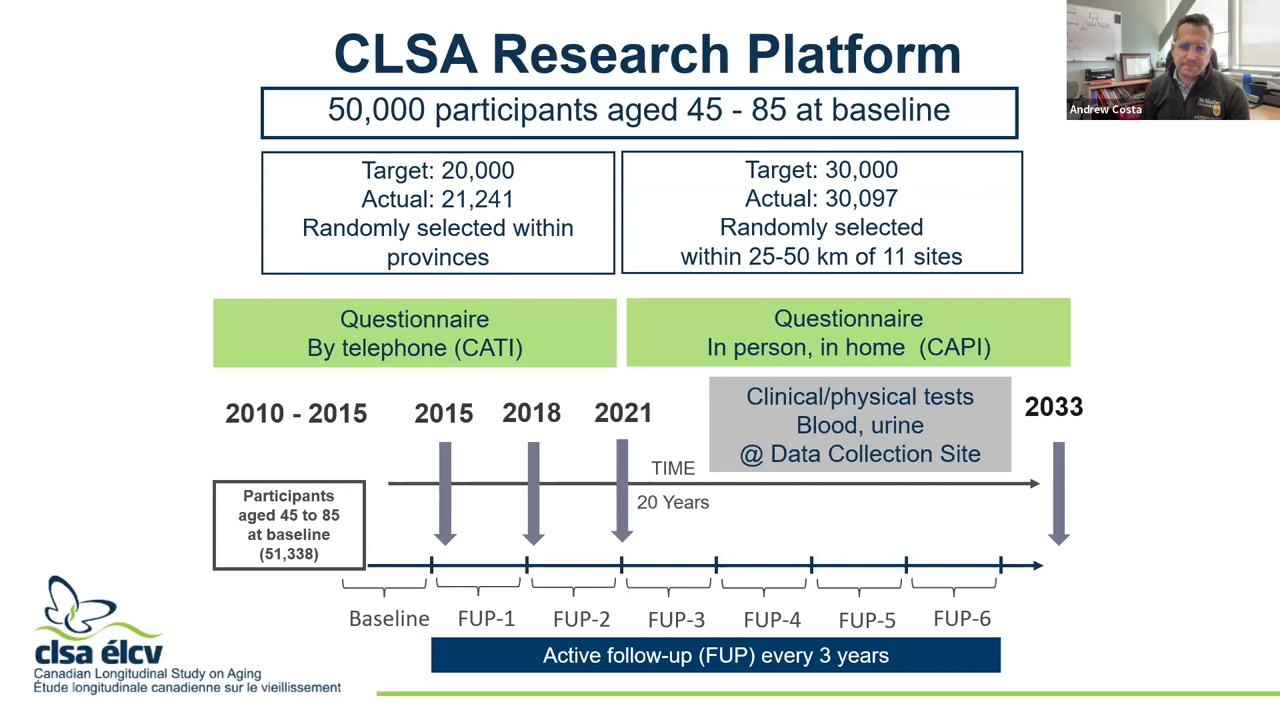 CLSA Research Platform
50,000 participants aged 45 - 85 at baseline
Target: 20,000
Actual: 21,241
Randomly selected within
provinces
Target: 30,000
Actual: 30,097
Randomly selected
within 25-50 km of 11 sites
Questionnaire
By telephone (CATI)
Questionnaire
In person, in home (CAPI)
Clinical/physical tests
Blood, urine
@ Data Collection Site
2010 - 2015
2015
2018
2021
2033
TIME
20 Years
Participants
aged 45 to 85
at baseline
(51,338)
Baseline
FUP-1
FUP-2
FUP-3
FUP-4
FUP-5
FUP-6
Active follow-up (FUP) every 3 years
clsa élcv
Canadian Longitudinal Study on Aging
Étude longitudinale canadienne sur le vieillissement
Andrew Costa